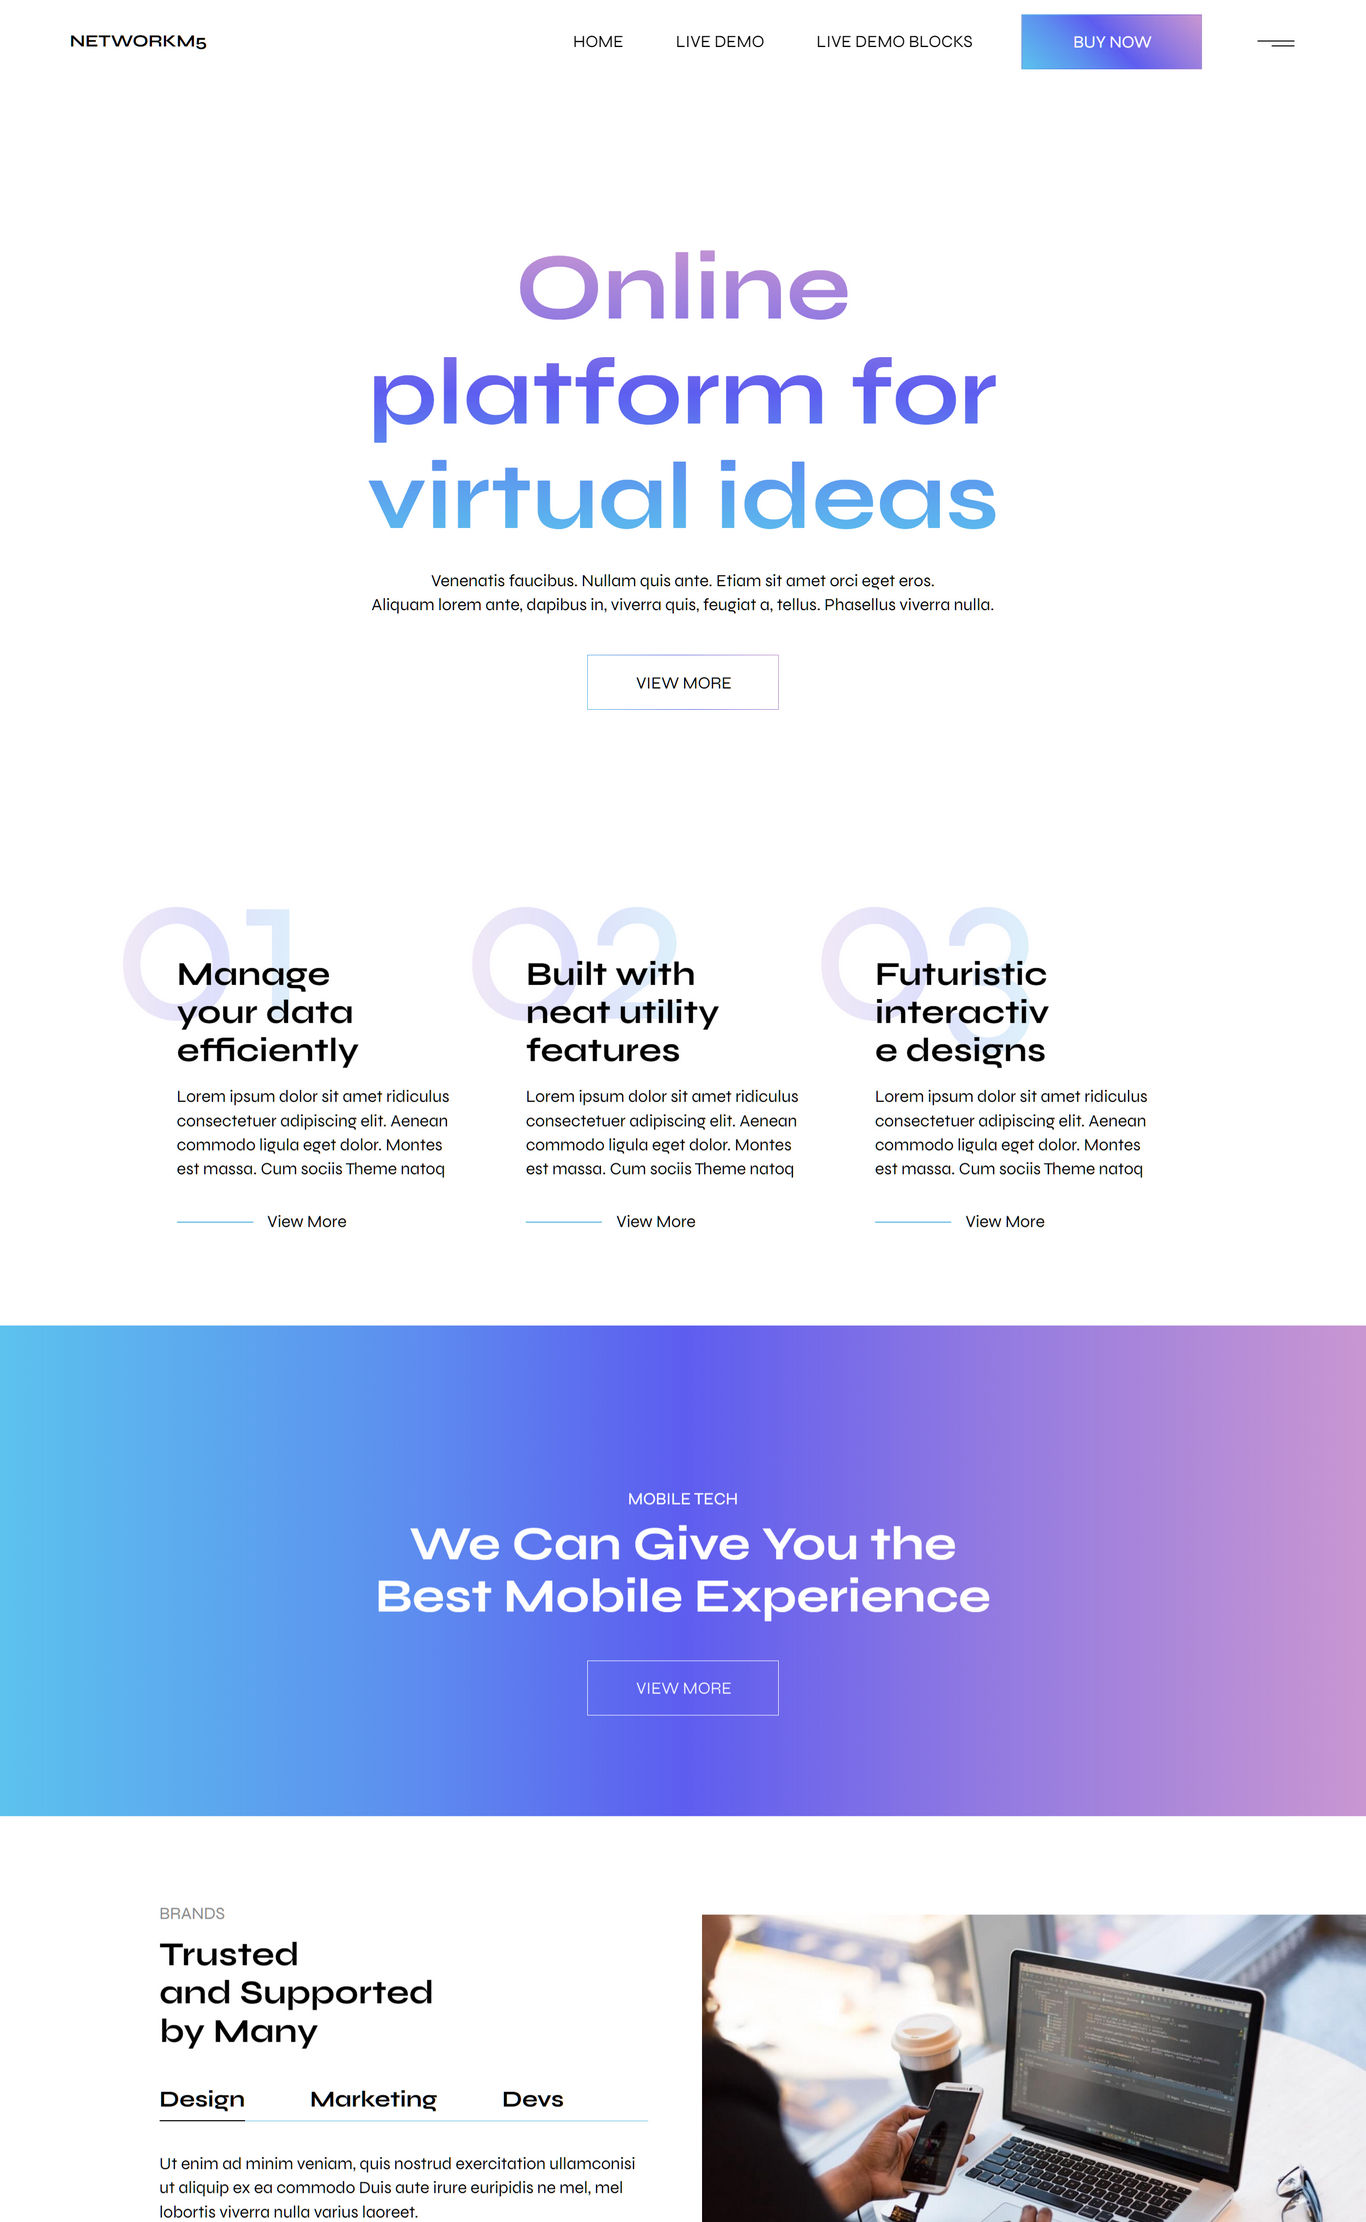 NETWORKM5
HOME
LIVE DEMO
LIVE DEMO BLOCKS
BUY NOW
Online
platform for
virtual ideas
Venenatis faucibus. Nullam quis ante. Etiam sit amet orci eget eros.
Aliquam lorem ante, dapibus in, viverra quis, feugiat a, tellus. Phasellus viverra nulla.
VIEW MORE
01
Manage
your data
efficiently
Lorem ipsum dolor sit amet ridiculus
consectetuer adipiscing elit. Aenean
commodo ligula eget dolor. Montes
est massa. Cum sociis Theme natoq
View More
02
Built with
neat utility
features
Lorem ipsum dolor sit amet ridiculus
consectetuer adipiscing elit. Aenean
commodo ligula eget dolor. Montes
est massa. Cum sociis Theme natoq
View More
03
Futuristic
interactiv
e designs
Lorem ipsum dolor sit amet ridiculus
consectetuer adipiscing elit. Aenean
commodo ligula eget dolor. Montes
est massa. Cum sociis Theme natoq
View More
MOBILE TECH
We Can Give You the
Best Mobile Experience
VIEW MORE
BRANDS
Trusted
and Supported
by Many
Design
Marketing
Devs
Ut enim ad minim veniam, quis nostrud exercitation ullamconisi
ut aliquip ex ea commodo Duis aute irure euripidis ne mel, mel
lobortis viverra nulla varius laoreet.